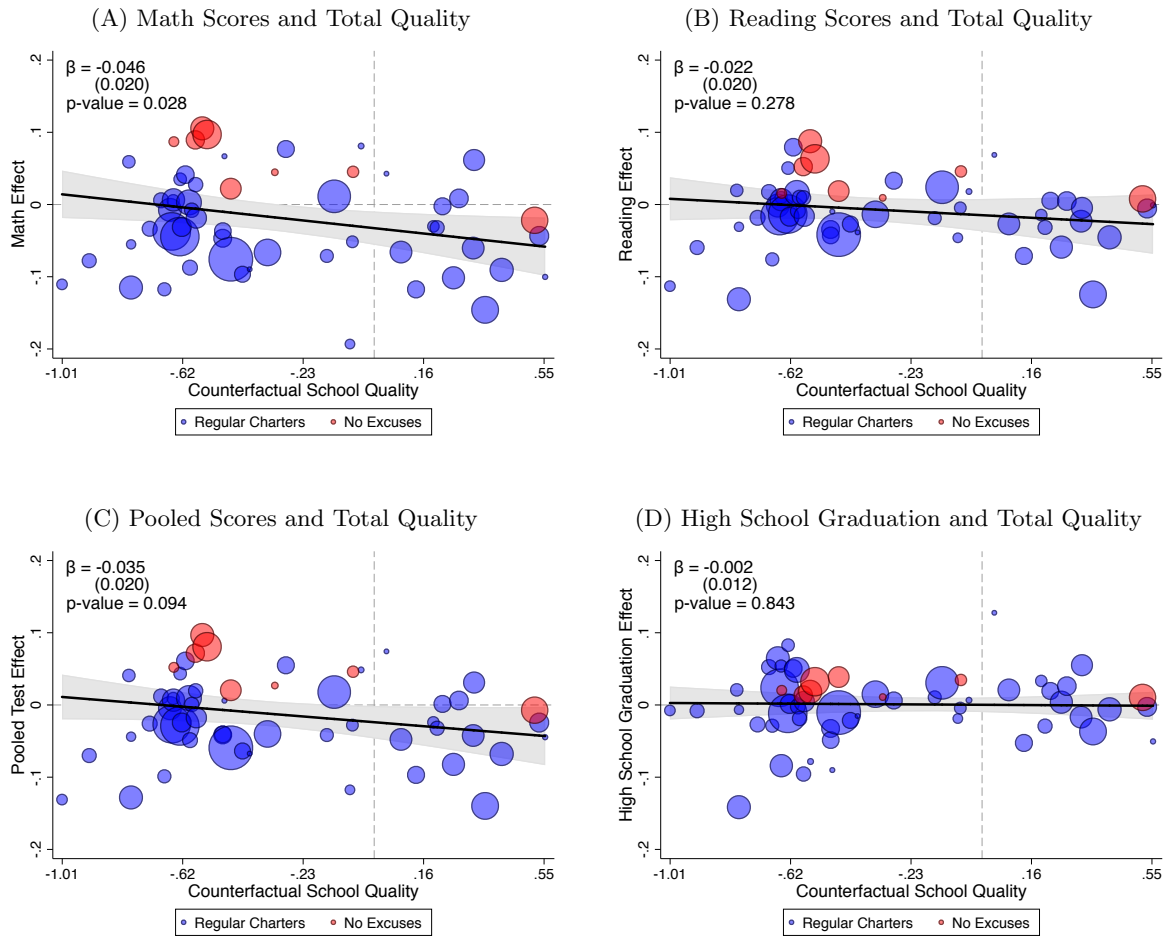 (A) Math Scores and Total Quality
β = -0.046
(0.020)
p-value = 0.028
Math Effect
.2
.1
0
-.1
-.2
-1.01 -.62 -.23 .16 .55
Counterfactual School Quality
Regular Charters No Excuses
(B) Reading Scores and Total Quality
β = -0.022
(0.020)
p-value = 0.278
Reading Effect
.2
.1
0
-.1
-.2
-1.01 -.62 -.23 .16 .55
Counterfactual School Quality
Regular Charters No Excuses
(C) Pooled Scores and Total Quality
β = -0.035
(0.020)
p-value = 0.094
Pooled Test Effect
.2
.1
0
-.1
-.2
-1.01 -.62 -.23 .16 .55
Counterfactual School Quality
Regular Charters No Excuses
(D) High School Graduation and Total Quality
β = -0.002
(0.012)
p-value = 0.843
High School Graduation Effect
.2
.1
0
-.1
-.2
-1.01 -.62 -.23 .16 .55
Counterfactual School Quality
Regular Charters No Excuses